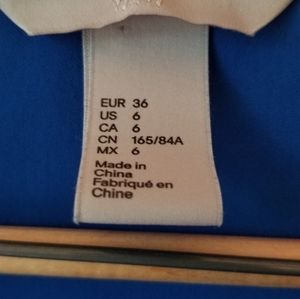 EUR 36
US 6
CA 6
CN 165/84A
MX 6
Made in
China
Fabriqué en
Chine